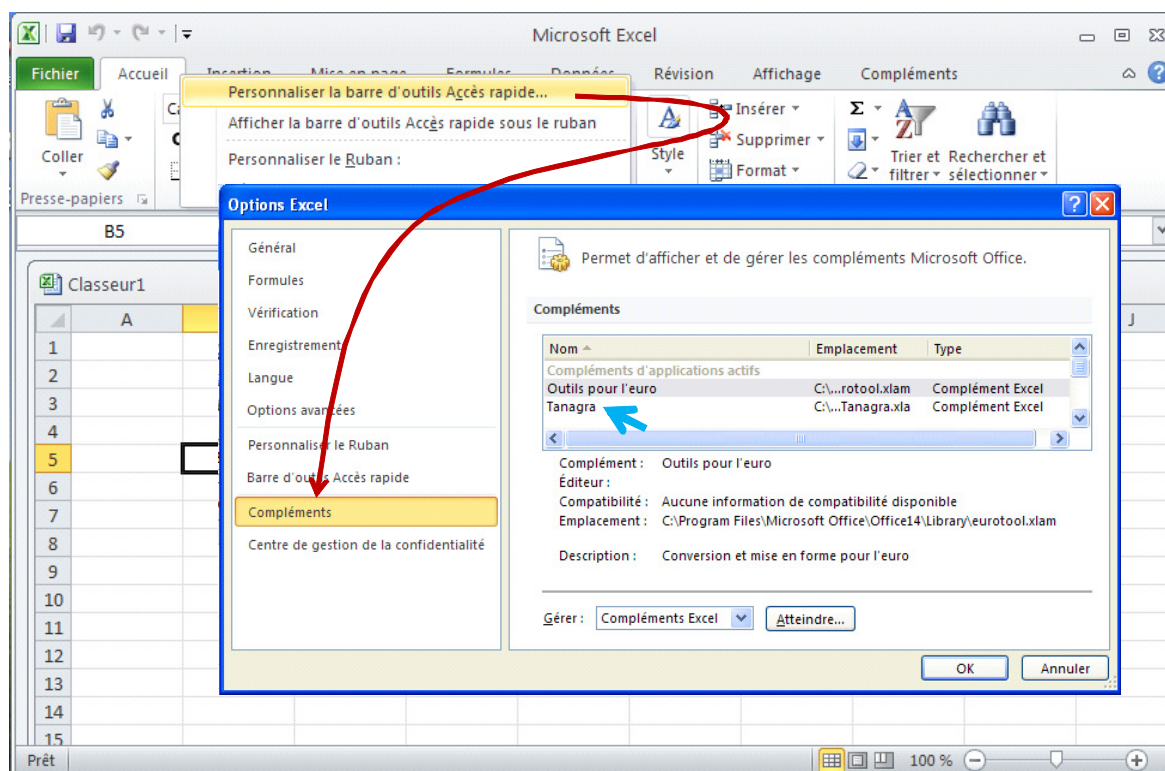 Microsoft Excel
Fichier Accueil Insertion Mise en page Formules Données Révision Affichage Compléments
Personnaliser la barre d'outils Accès rapide...
Afficher la barre d'outils Accès rapide sous le ruban
Personnaliser le Ruban :
Coller
Presse-papiers
Style
Insérer
Supprimer
Format
Σ
Trier et filtrer
Rechercher et sélectionner
B5
Options Excel
Classeur1
A J
1
2
3
4
5
6
7
8
9
10
11
12
13
14
15
Général
Formules
Vérification
Enregistrement
Langue
Options avancées
Personnaliser le Ruban
Barre d'outils Accès rapide
Compléments
Centre de gestion de la confidentialité
Permet d'afficher et de gérer les compléments Microsoft Office.
Compléments
Nom Emplacement Type
Compléments d'applications actifs
Outils pour l'euro C:\...rotool.xlam Complément Excel
Tanagra C:\...Tanagra.xla Complément Excel
Complément : Outils pour l'euro
Éditeur :
Compatibilité : Aucune information de compatibilité disponible
Emplacement : C:\Program Files\Microsoft Office\Office14\Library\eurotool.xlam
Description : Conversion et mise en forme pour l'euro
Gérer : Compléments Excel Atteindre...
OK Annuler
Prêt 100 %